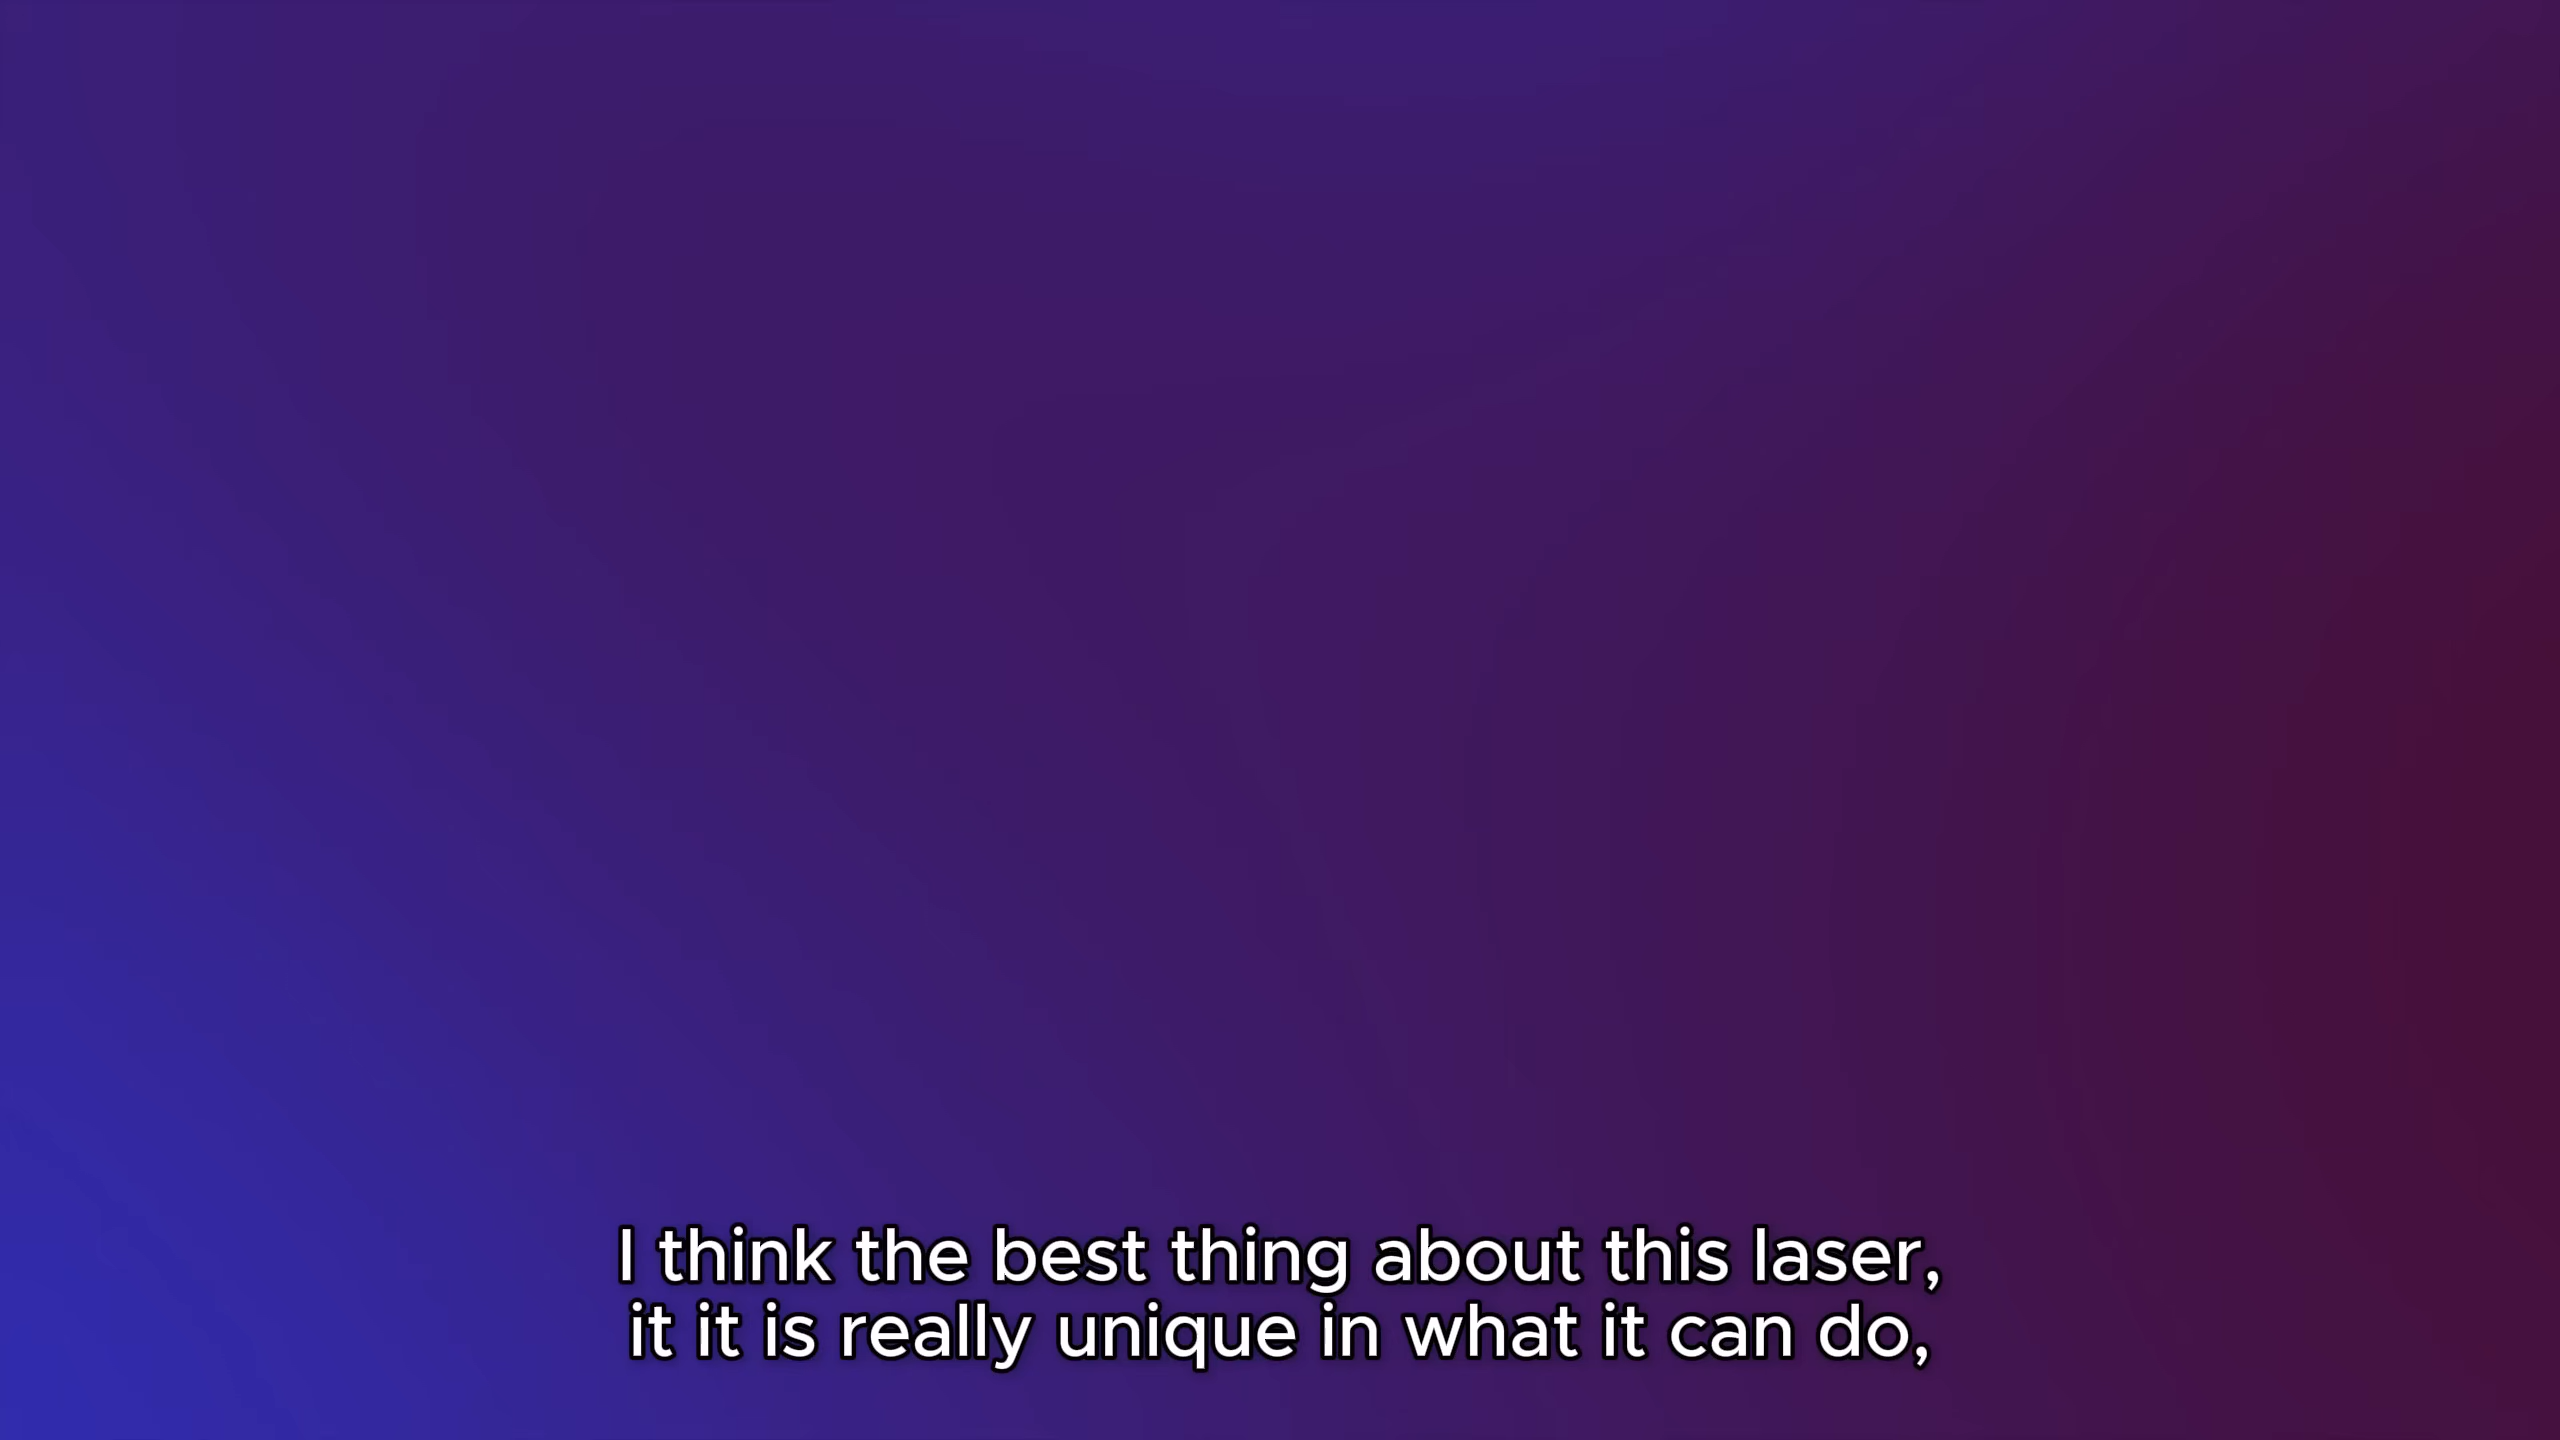 I think the best thing about this laser,
it it is really unique in what it can do,